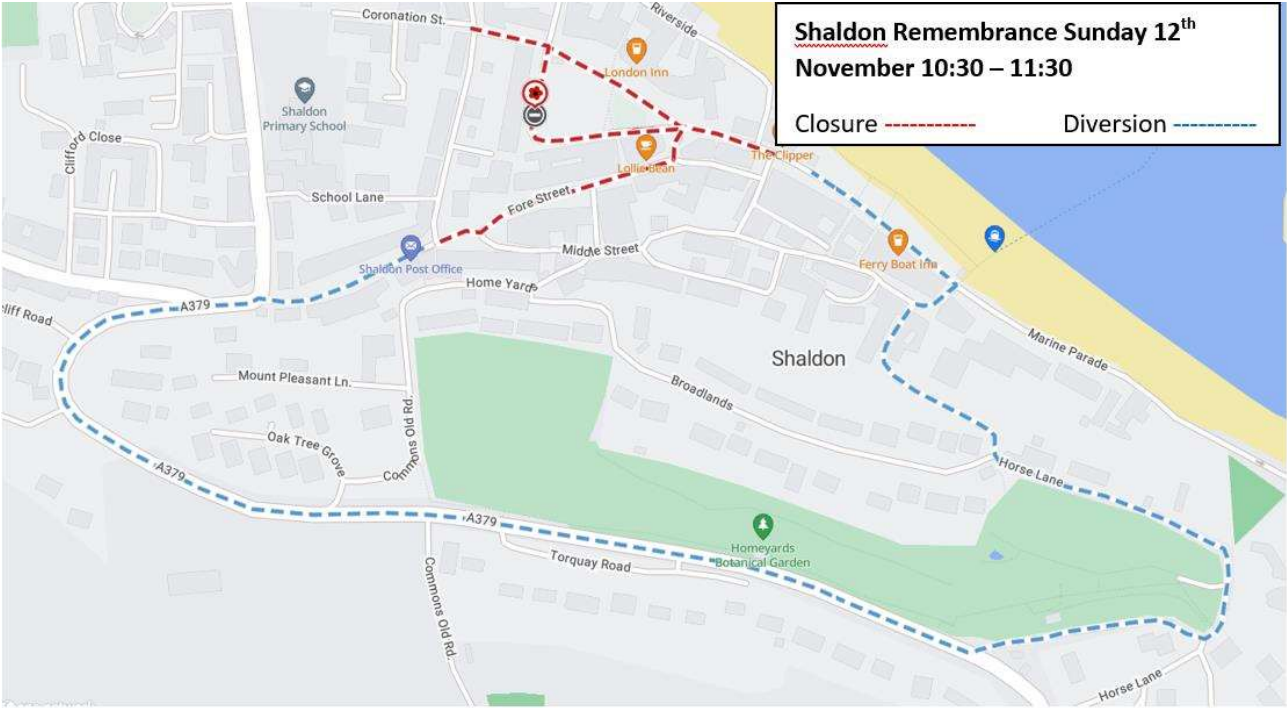 Shaldon Remembrance Sunday 12th
November 10:30 – 11:30
Closure
Diversion
Coronation St.
Riverside
London Inn
Shaldon
Primary School
Clifford Close
The Clipper
Lollie Bean
School Lane
Fore Street
Shaldon Post Office
Middle Street
Ferry Boat Inn
Home Yards
A379
Marine Parade
Shaldon
Mount Pleasant Ln.
Broadlands
Commons Old Rd.
Oak Tree Grove
A379
Horse Lane
A379
Homeyards
Botanical Garden
Torquay Road
Commons Old Rd.
Horse Lane